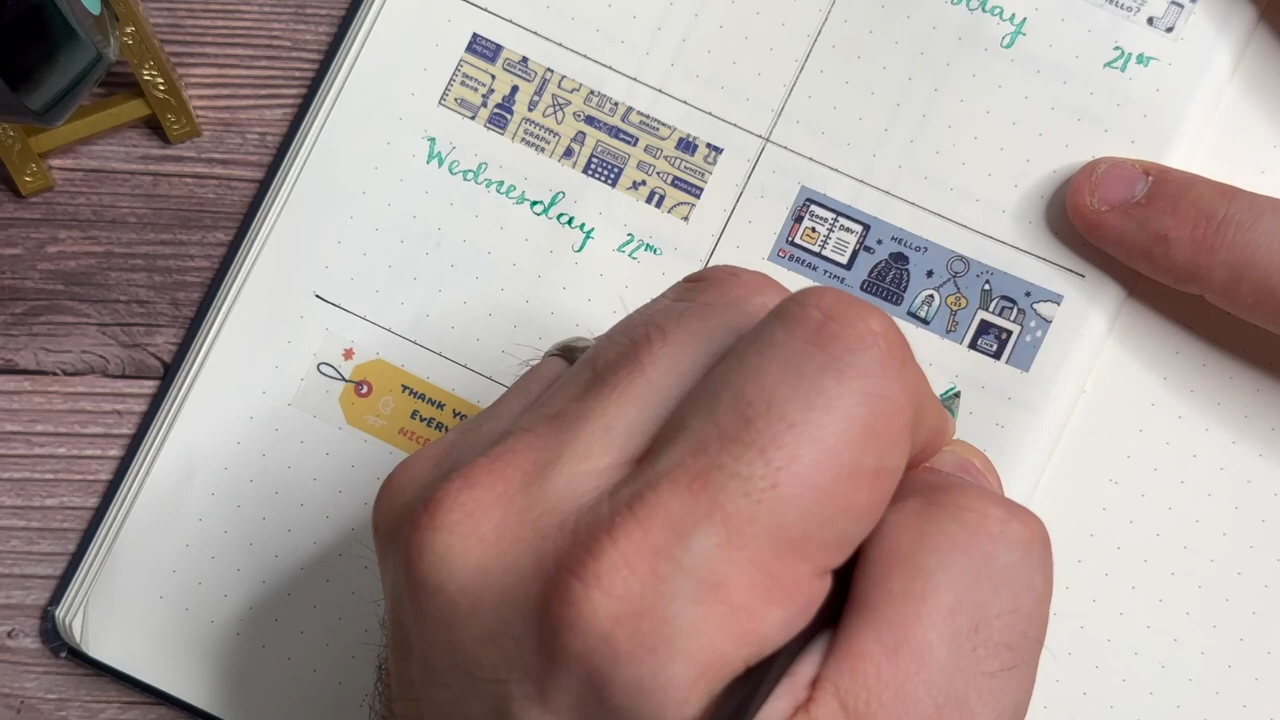 HELLO?
sday
21ST
CARD
MEMO
AIR MAIL
SKETCH
BOOK
GRAPH
PAPER
WHITE
MARKER
Wednesday 22ND
GOOD DAY!
HELLO?
BREAK TIME...
INK
THANK YO
EVERY
NICE